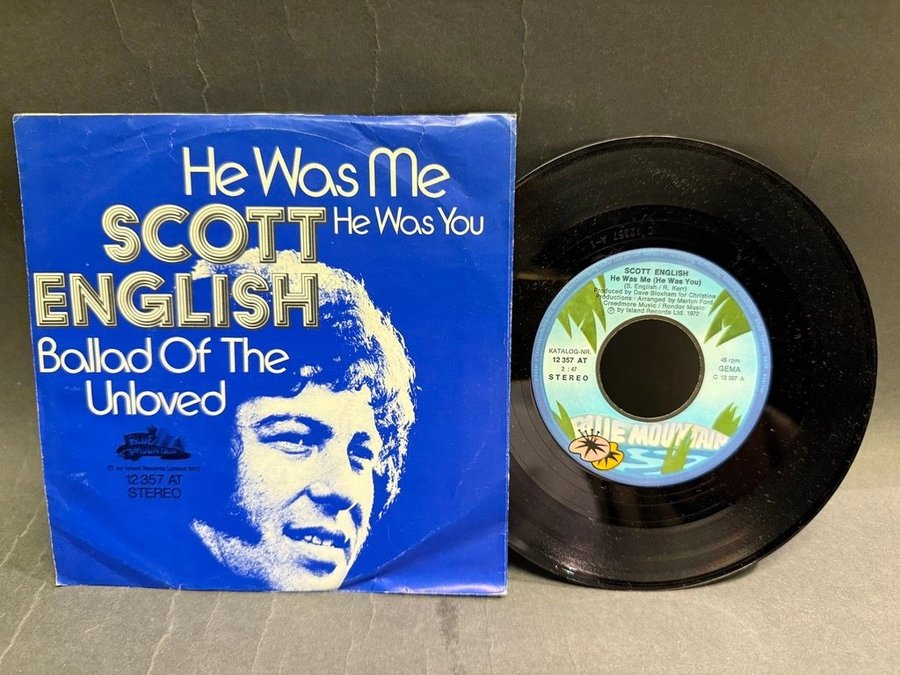 He Was Me
SCOTT He Was You
ENGLISH
Ballad Of The
Unloved
BLUE
MOUNTAIN
℗ by Island Records Limited 1972
12 357 AT
STEREO
C 12357 A-1
SCOTT ENGLISH
He Was Me (He Was You)
(S. English / R. Kerr)
Produced by Dave Bloxham for Christine
Productions - Arranged by Martyn Ford
Creedmore Music / Rondor Music
℗ by Island Records Ltd. 1972
KATALOG-NR.
12 357 AT
2 : 47
STEREO
45 rpm
GEMA
C 12 357 A
BLUE MOUNTAIN